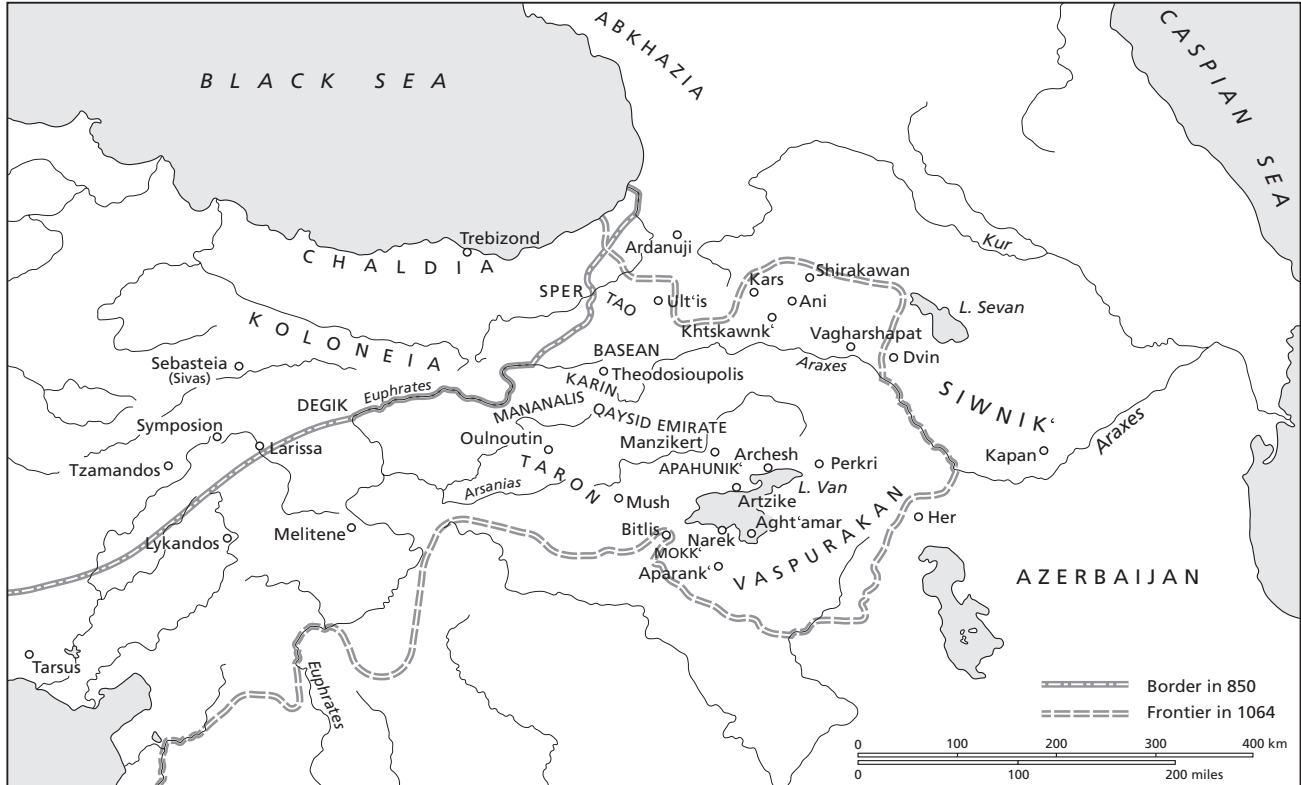 BLACK SEA
ABKHAZIA
CASPIAN SEA
Trebizond
CHALDIA
Ardanuji
Kur
SPER
TAO
Ult‘is
Kars
Shirakawan
Ani
L. Sevan
Khtskawnk‘
KOLONEIA
Vagharshapat
Dvin
Sebasteia
(Sivas)
BASEAN
Araxes
Theodosioupolis
Euphrates
KARIN
DEGIK
MANANALIS
QAYSID EMIRATE
SIWNIK‘
Araxes
Symposion
Larissa
Oulnoutin
Manzikert
Archesh
Kapan
Tzamandos
TARON
APAHUNIK‘
Perkri
Arsanias
L. Van
Mush
Artzike
Her
Lykandos
Melitene
Bitlis
Narek
Aght‘amar
MOKK‘
Aparank‘
VASPURAKAN
AZERBAIJAN
Tarsus
Euphrates
Border in 850
Frontier in 1064
0 100 200 300 400 km
0 100 200 miles